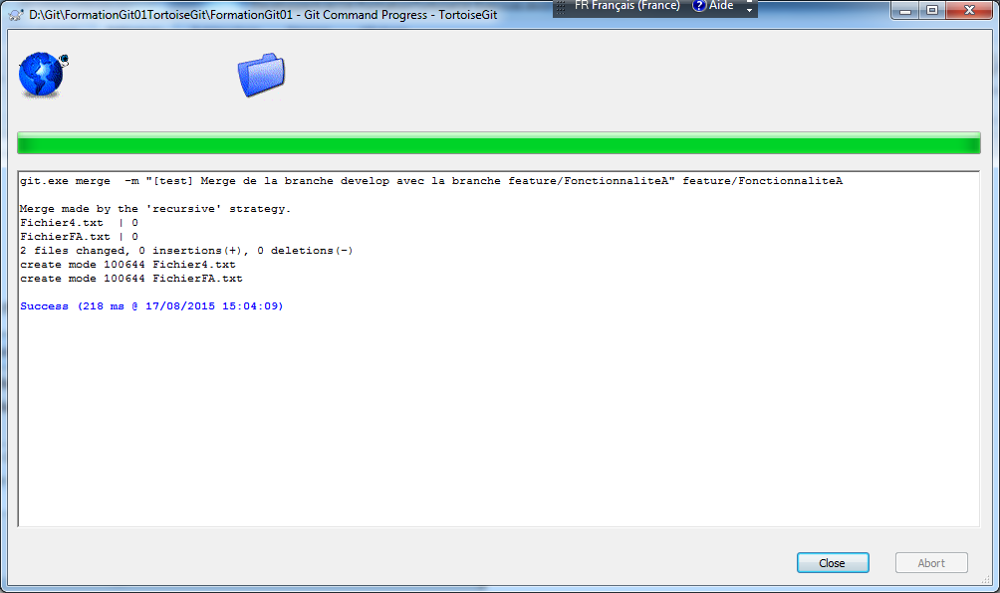 D:\Git\FormationGit01TortoiseGit\FormationGit01 - Git Command Progress - TortoiseGit
FR Français (France) ? Aide
git.exe merge  -m "[test] Merge de la branche develop avec la branche feature/FonctionnaliteA" feature/FonctionnaliteA
Merge made by the 'recursive' strategy.
Fichier4.txt  | 0
FichierFA.txt | 0
2 files changed, 0 insertions(+), 0 deletions(-)
create mode 100644 Fichier4.txt
create mode 100644 FichierFA.txt
Success (218 ms @ 17/08/2015 15:04:09)
Close
Abort